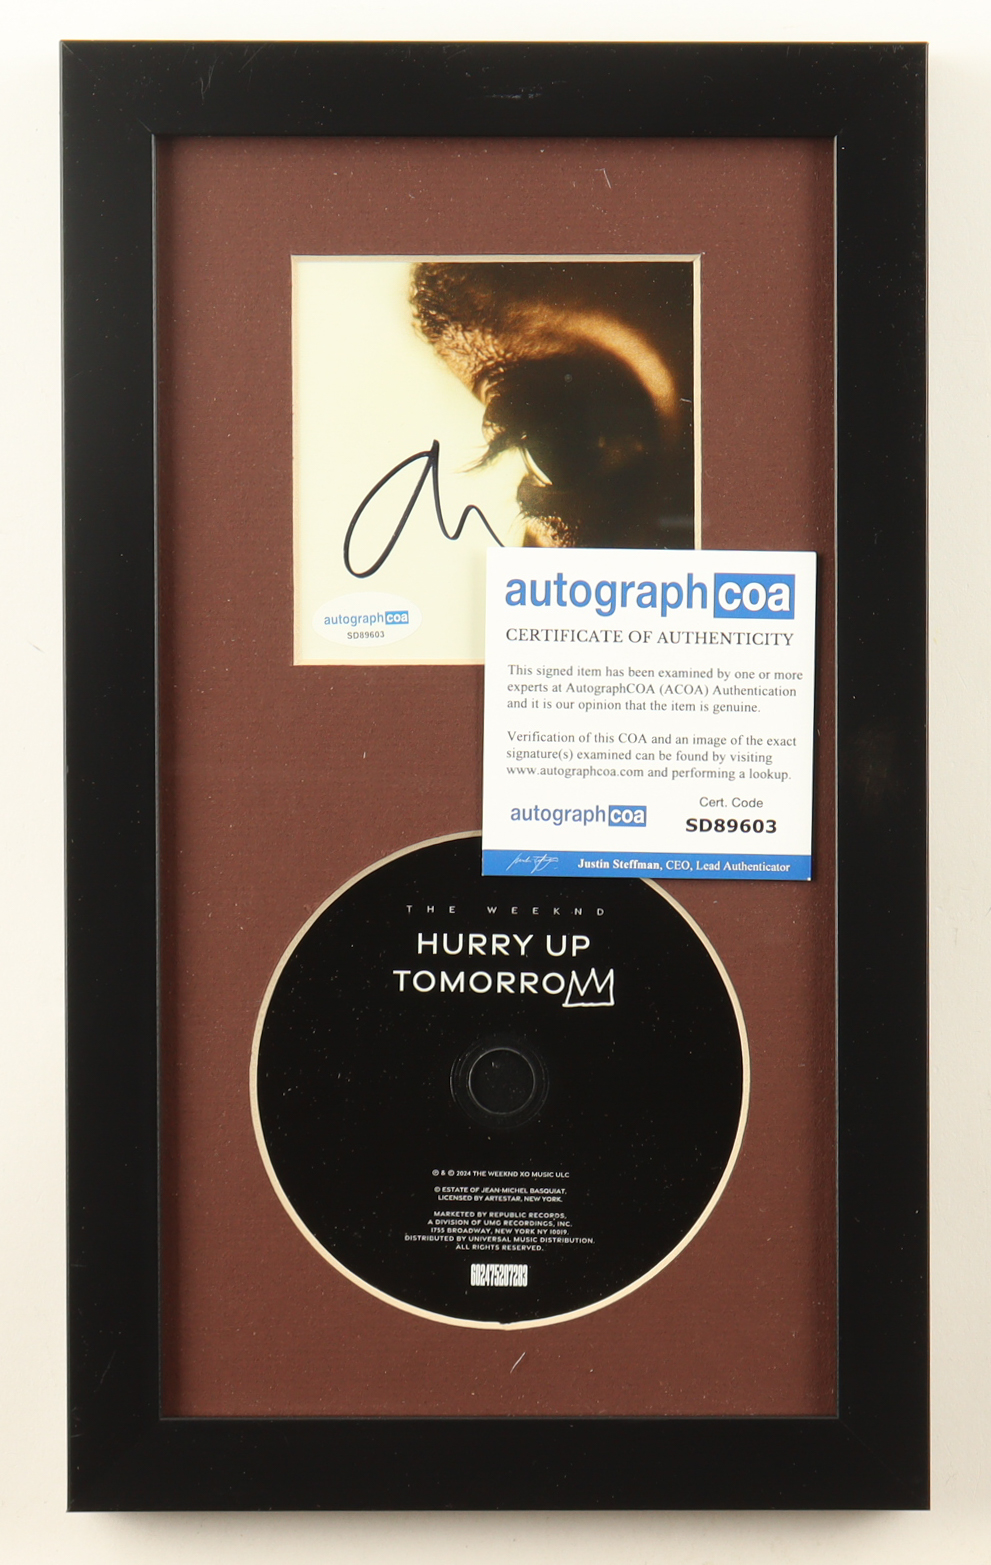 autographcoa
SD89603
autographcoa
CERTIFICATE OF AUTHENTICITY
This signed item has been examined by one or more
experts at AutographCOA (ACOA) Authentication
and it is our opinion that the item is genuine.
Verification of this COA and an image of the exact
signature(s) examined can be found by visiting
www.autographcoa.com and performing a lookup.
autographcoa
Cert. Code
SD89603
Justin Steffman, CEO, Lead Authenticator
THE WEEKND
HURRY UP
TOMORROW
℗ & © 2024 THE WEEKND XO MUSIC ULC
© ESTATE OF JEAN-MICHEL BASQUIAT.
LICENSED BY ARTESTAR, NEW YORK.
MARKETED BY REPUBLIC RECORDS,
A DIVISION OF UMG RECORDINGS, INC.
1755 BROADWAY, NEW YORK NY 10019.
DISTRIBUTED BY UNIVERSAL MUSIC DISTRIBUTION.
ALL RIGHTS RESERVED.
602475207283